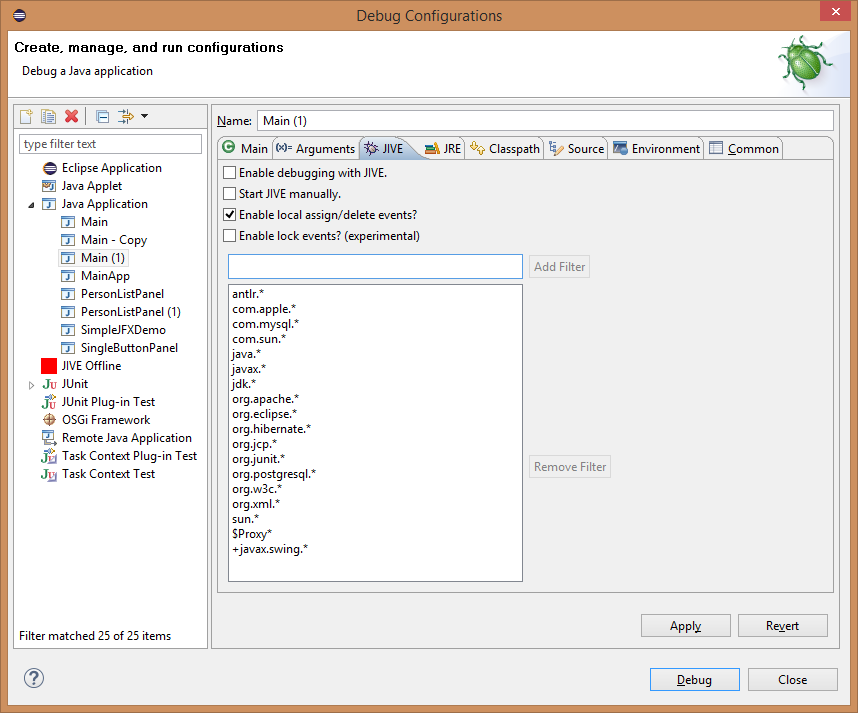 Debug Configurations
Create, manage, and run configurations
Debug a Java application
type filter text
Eclipse Application
Java Applet
Java Application
Main
Main - Copy
Main (1)
MainApp
PersonListPanel
PersonListPanel (1)
SimpleJFXDemo
SingleButtonPanel
JIVE Offline
JUnit
JUnit Plug-in Test
OSGi Framework
Remote Java Application
Task Context Plug-in Test
Task Context Test
Filter matched 25 of 25 items
Name: Main (1)
Main (x)= Arguments JIVE JRE Classpath Source Environment Common
Enable debugging with JIVE.
Start JIVE manually.
Enable local assign/delete events?
Enable lock events? (experimental)
Add Filter
antlr.*
com.apple.*
com.mysql.*
com.sun.*
java.*
javax.*
jdk.*
org.apache.*
org.eclipse.*
org.hibernate.*
org.jcp.*
org.junit.*
org.postgresql.*
org.w3c.*
org.xml.*
sun.*
$Proxy*
+javax.swing.*
Remove Filter
Apply Revert
? Debug Close